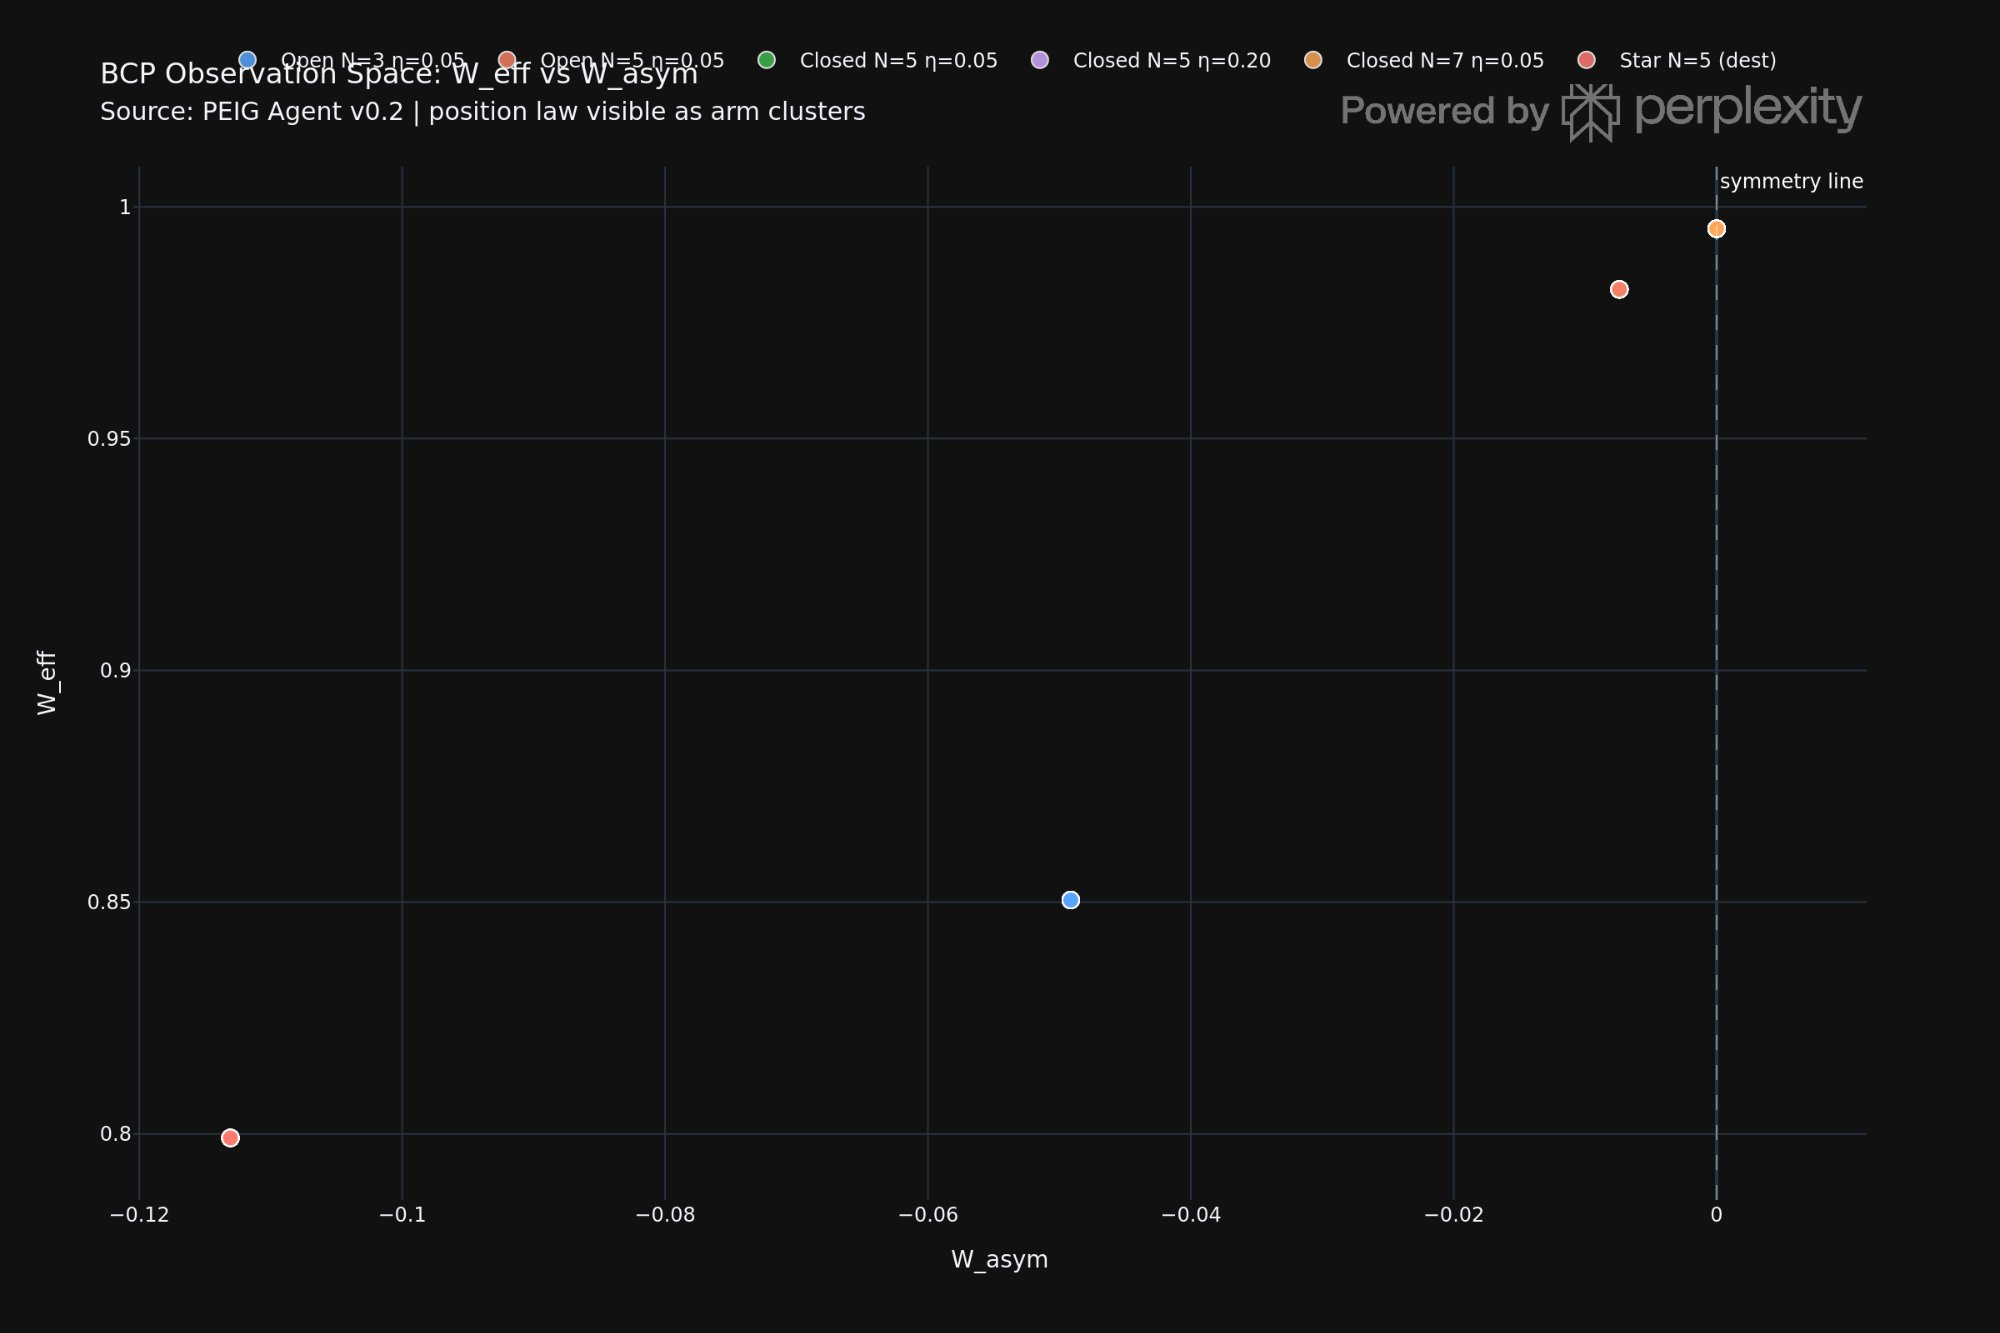 Open N=3 η=0.05 Open N=5 η=0.05 Closed N=5 η=0.05 Closed N=5 η=0.20 Closed N=7 η=0.05 Star N=5 (dest)
BCP Observation Space: W_eff vs W_asym
Source: PEIG Agent v0.2 | position law visible as arm clusters
Powered by perplexity
symmetry line
1
0.95
0.9
0.85
0.8
W_eff
−0.12 −0.1 −0.08 −0.06 −0.04 −0.02 0
W_asym